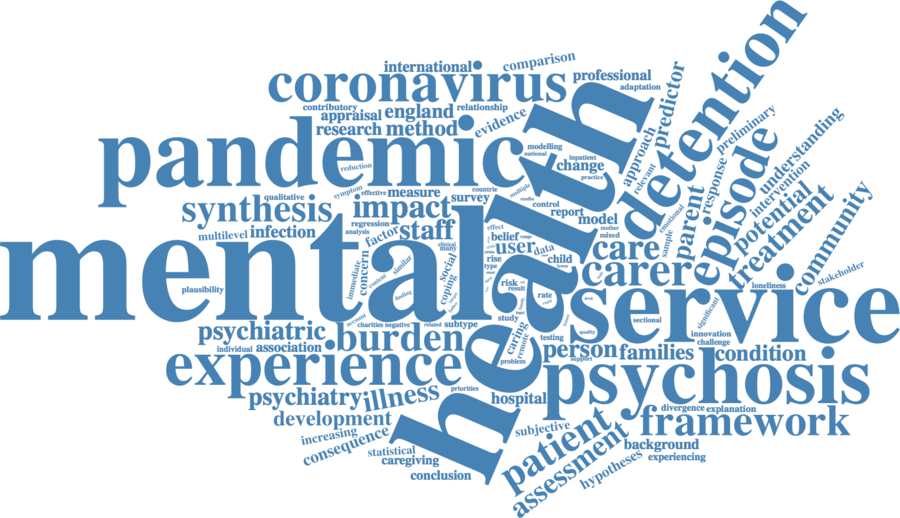 international
comparison
coronavirus
professional
adaptation
contributory
relationship
appraisal
england
evidence
research
method
predictor
detention
pandemic
modelling
national
inpatient
change
practice
approach
relevant
preliminary
understanding
reduction
symptom
effective
measure
countrie
multiple
qualitative
survey
media
control
synthesis
impact
report
model
parent
response
episode
intervention
potential
regression
analysis
factor
staff
effect
belief
range
mother
mixed
emotional
sample
multilevel
infection
clinical
many
user
data
care
treatment
community
mental
health
rise
type
child
carer
concern
similar
context
immediate
social
coping
stakeholder
plausibility
finding
risk
result
rate
service
loneliness
significant
account
charities
negative
related
subtype
study
sectional
psychiatric
burden
testing
quality
innovation
challenge
individual
association
caring
remote
person
families
condition
experience
problem
support
psychosis
psychiatry
illness
priorities
hospital
development
divergence
explanation
framework
increasing
consequence
subjective
patient
assessment
background
statistical
caregiving
experiencing
conclusion
hypotheses